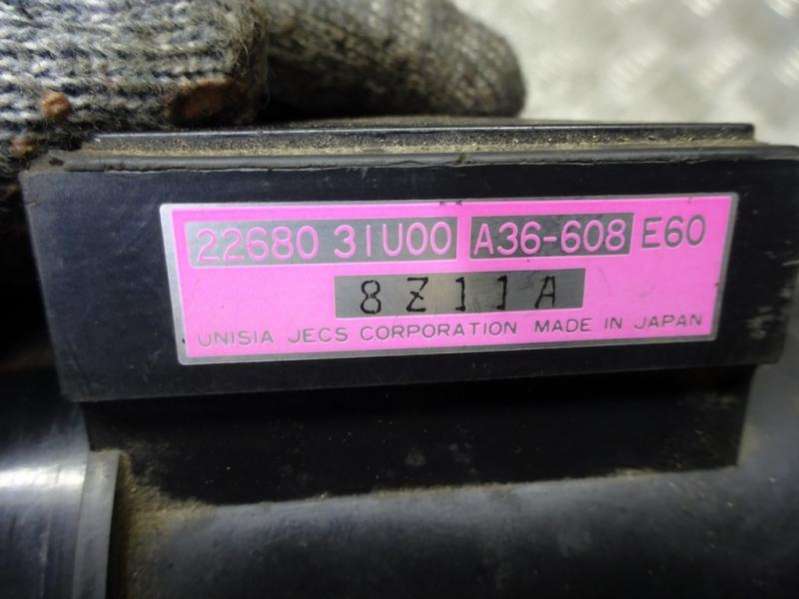 22680 31U00 A36-608 E60
8Z11A
UNISIA JECS CORPORATION MADE IN JAPAN